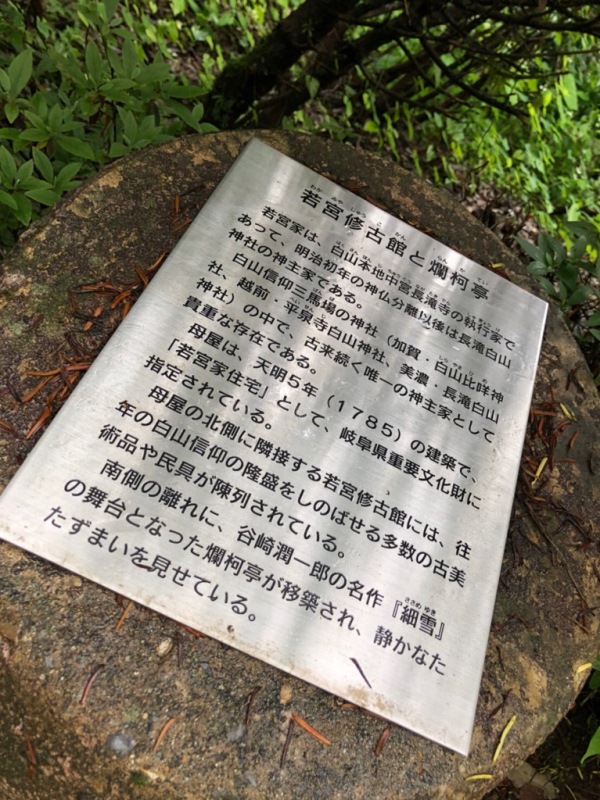 若宮修古館と爛柯亭
若宮家は、白山本地中宮長滝寺の執行家で
あって、明治初年の神仏分離以後は長滝白山
神社の神主家である。
白山信仰三馬場の神社（加賀・白山比咩神
社、越前・平泉寺白山神社、美濃・長滝白山
神社）の中で、古来続く唯一の神主家として
貴重な存在である。
母屋は、天明5年（1785）の建築で、
「若宮家住宅」として、岐阜県重要文化財に
指定されている。
母屋の北側に隣接する若宮修古館には、往
年の白山信仰の隆盛をしのばせる多数の古美
術品や民具が陳列されている。
南側の離れに、谷崎潤一郎の名作『細雪』
の舞台となった爛柯亭が移築され、静かなた
たずまいを見せている。